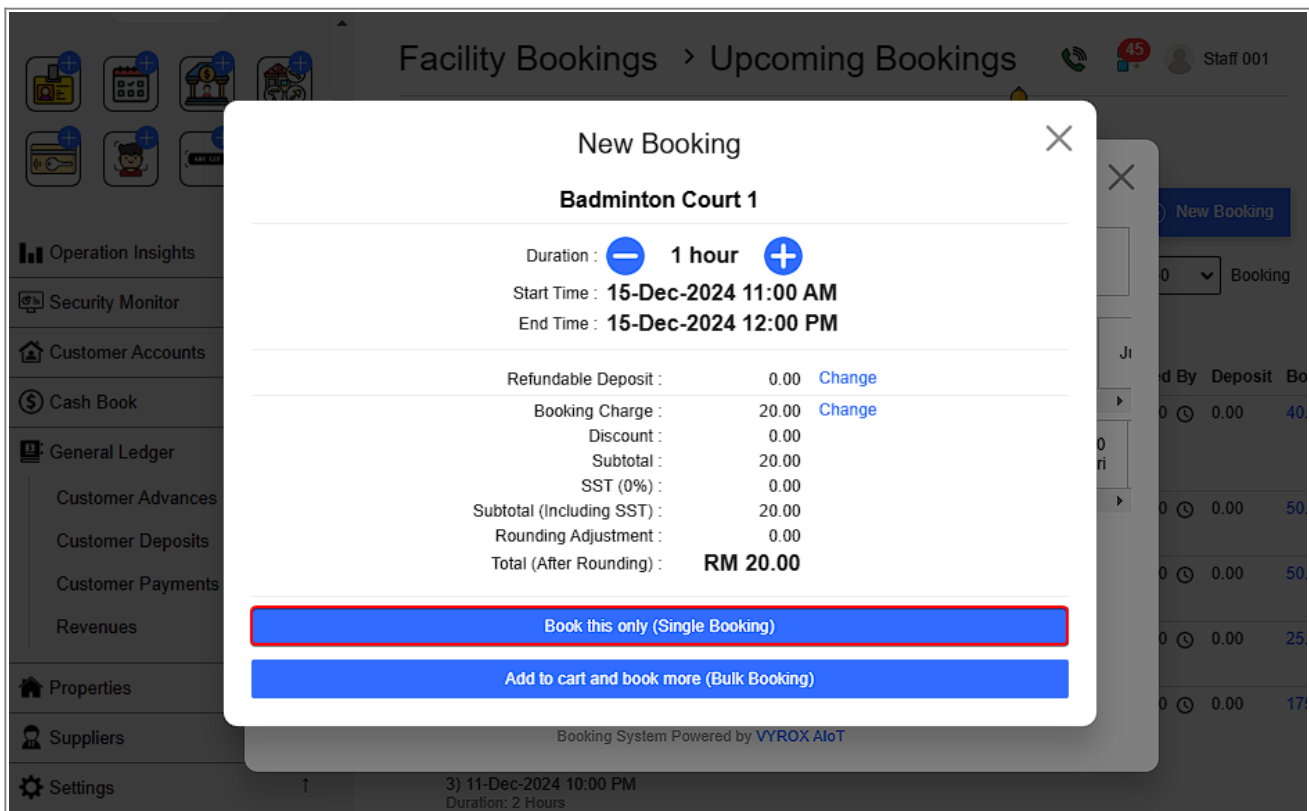 Facility Bookings > Upcoming Bookings
45
Staff 001
New Booking
Operation Insights
Security Monitor
Customer Accounts
Cash Book
General Ledger
Customer Advances
Customer Deposits
Customer Payments
Revenues
Properties
Suppliers
Settings ↑
New Booking
Badminton Court 1
Duration : 1 hour
Start Time : 15-Dec-2024 11:00 AM
End Time : 15-Dec-2024 12:00 PM
Refundable Deposit : 0.00 Change
Booking Charge : 20.00 Change
Discount : 0.00
Subtotal : 20.00
SST (0%) : 0.00
Subtotal (Including SST) : 20.00
Rounding Adjustment : 0.00
Total (After Rounding) : RM 20.00
Book this only (Single Booking)
Add to cart and book more (Bulk Booking)
Booking System Powered by VYROX AIoT
Booking
By Deposit
0.00 40.
0.00 50.
0.00 50.
0.00 25.
0.00
3) 11-Dec-2024 10:00 PM
Duration: 2 Hours